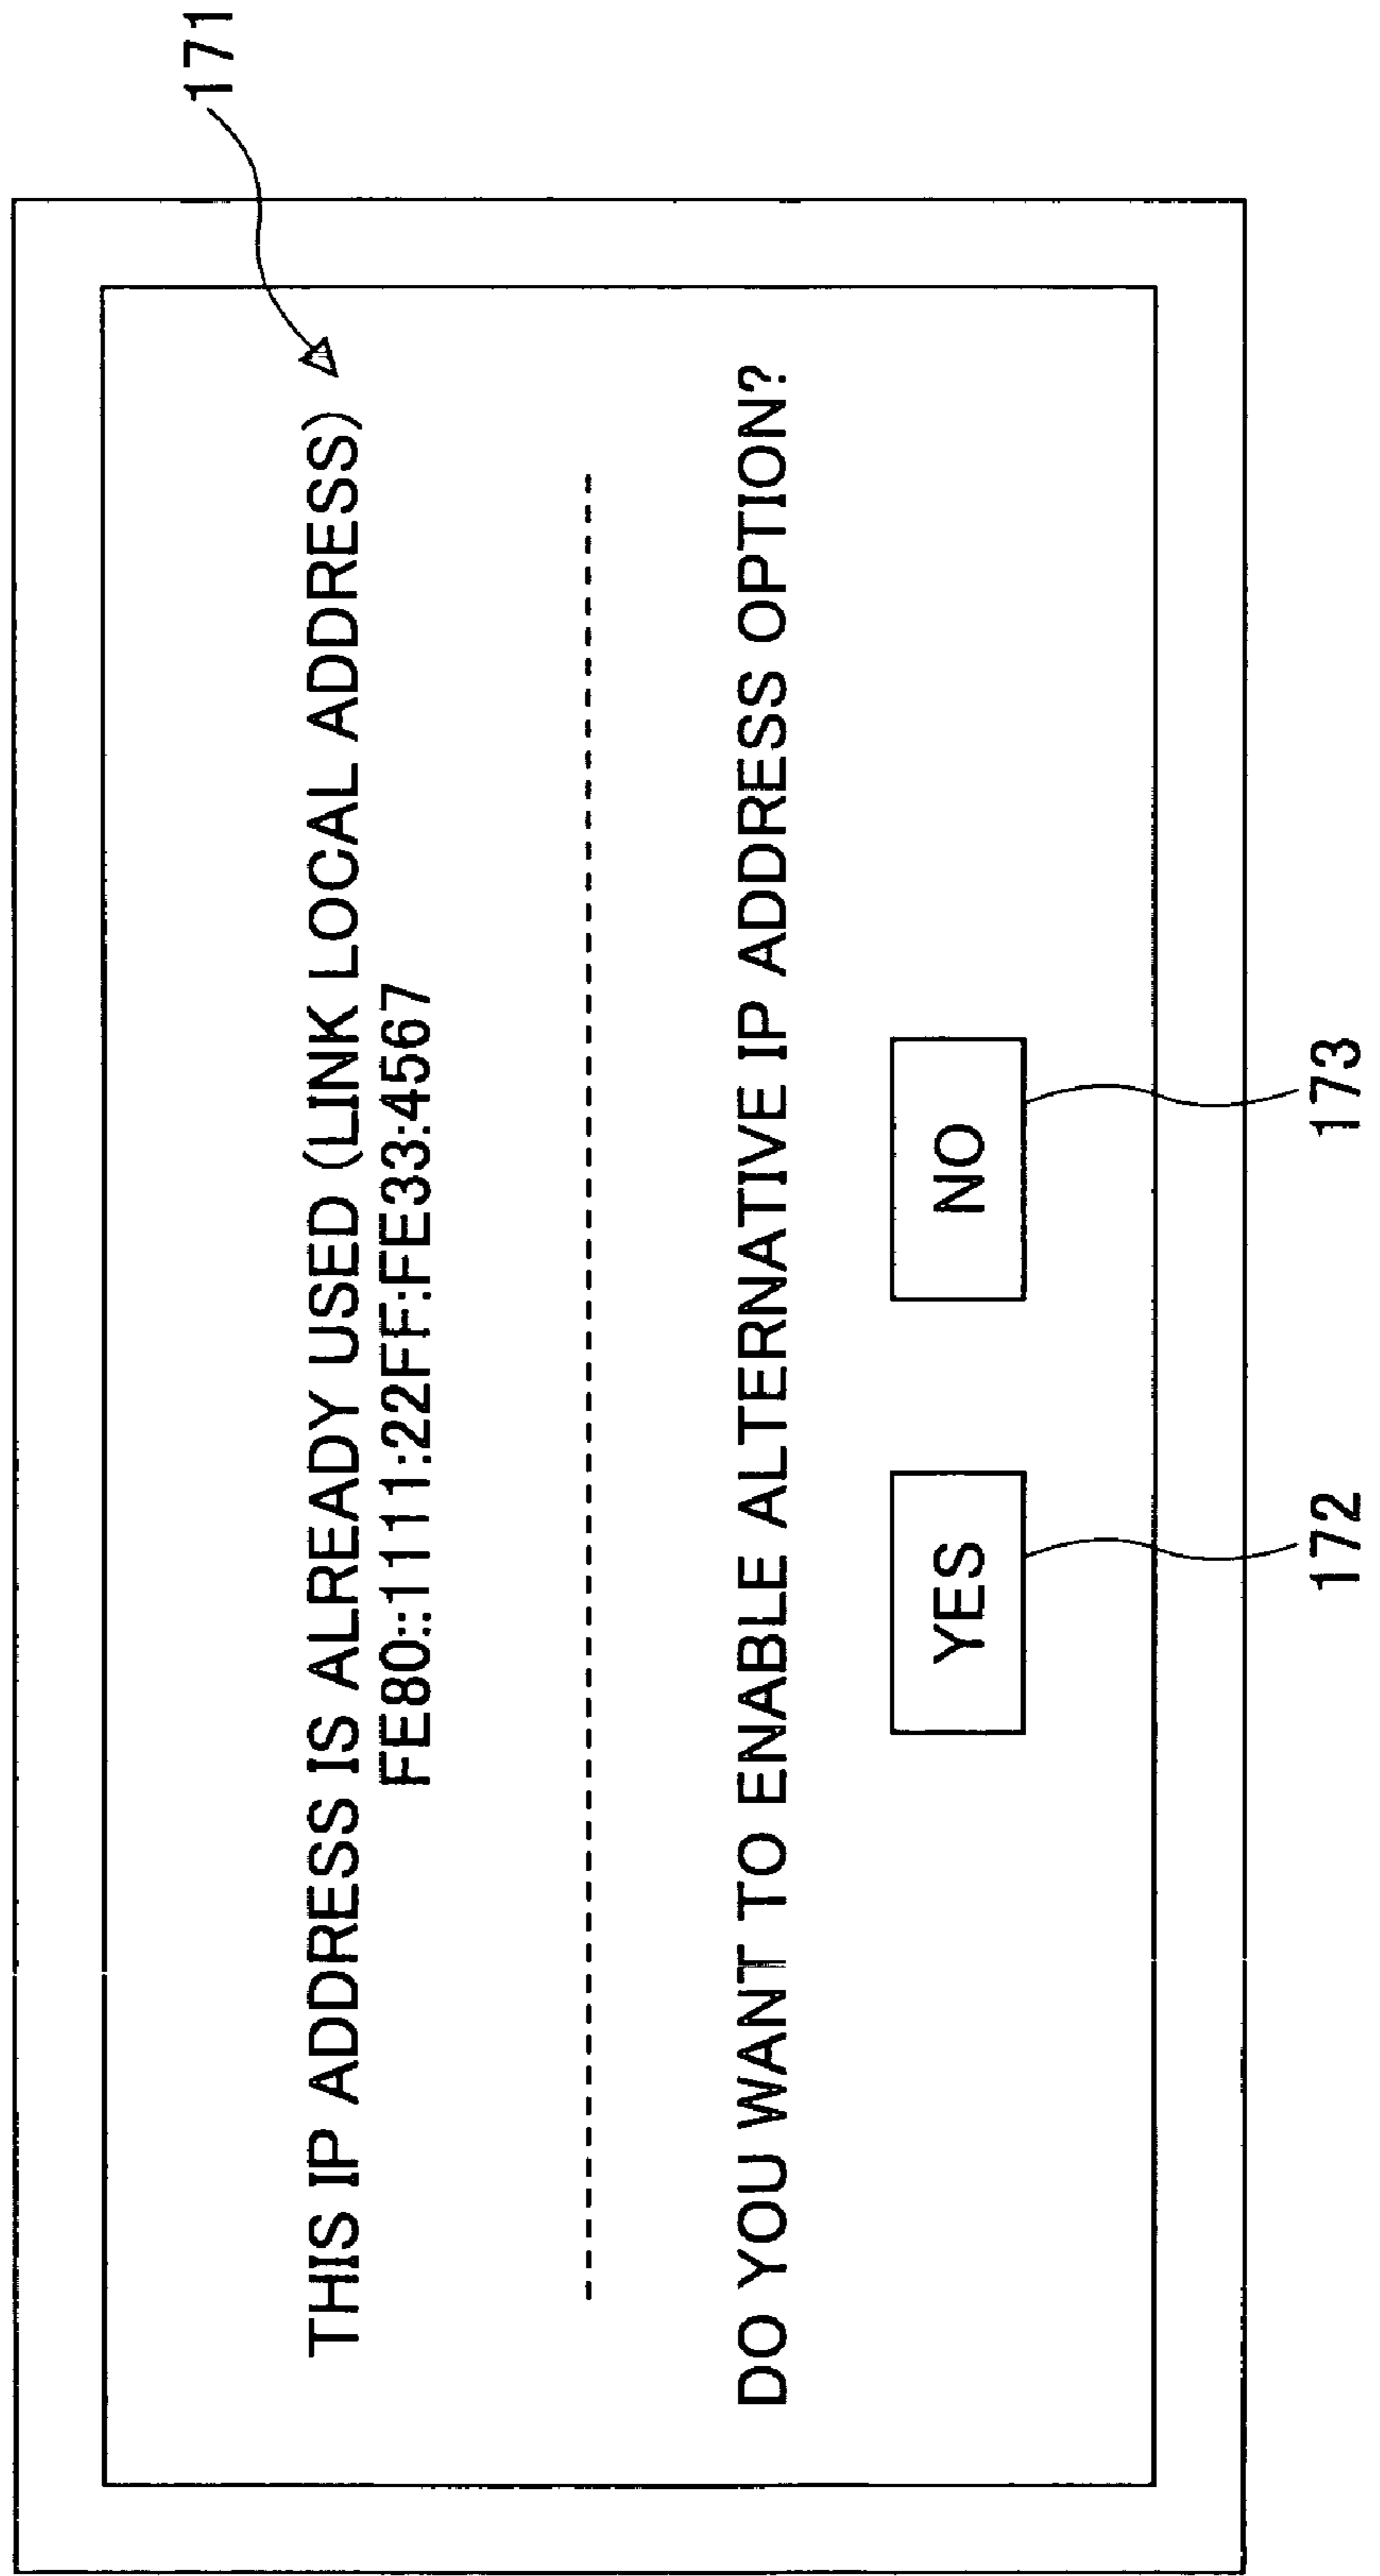 171
THIS IP ADDRESS IS ALREADY USED (LINK LOCAL ADDRESS)
FE80::1111:22FF:FE33:4567
DO YOU WANT TO ENABLE ALTERNATIVE IP ADDRESS OPTION?
YES
NO
172
173